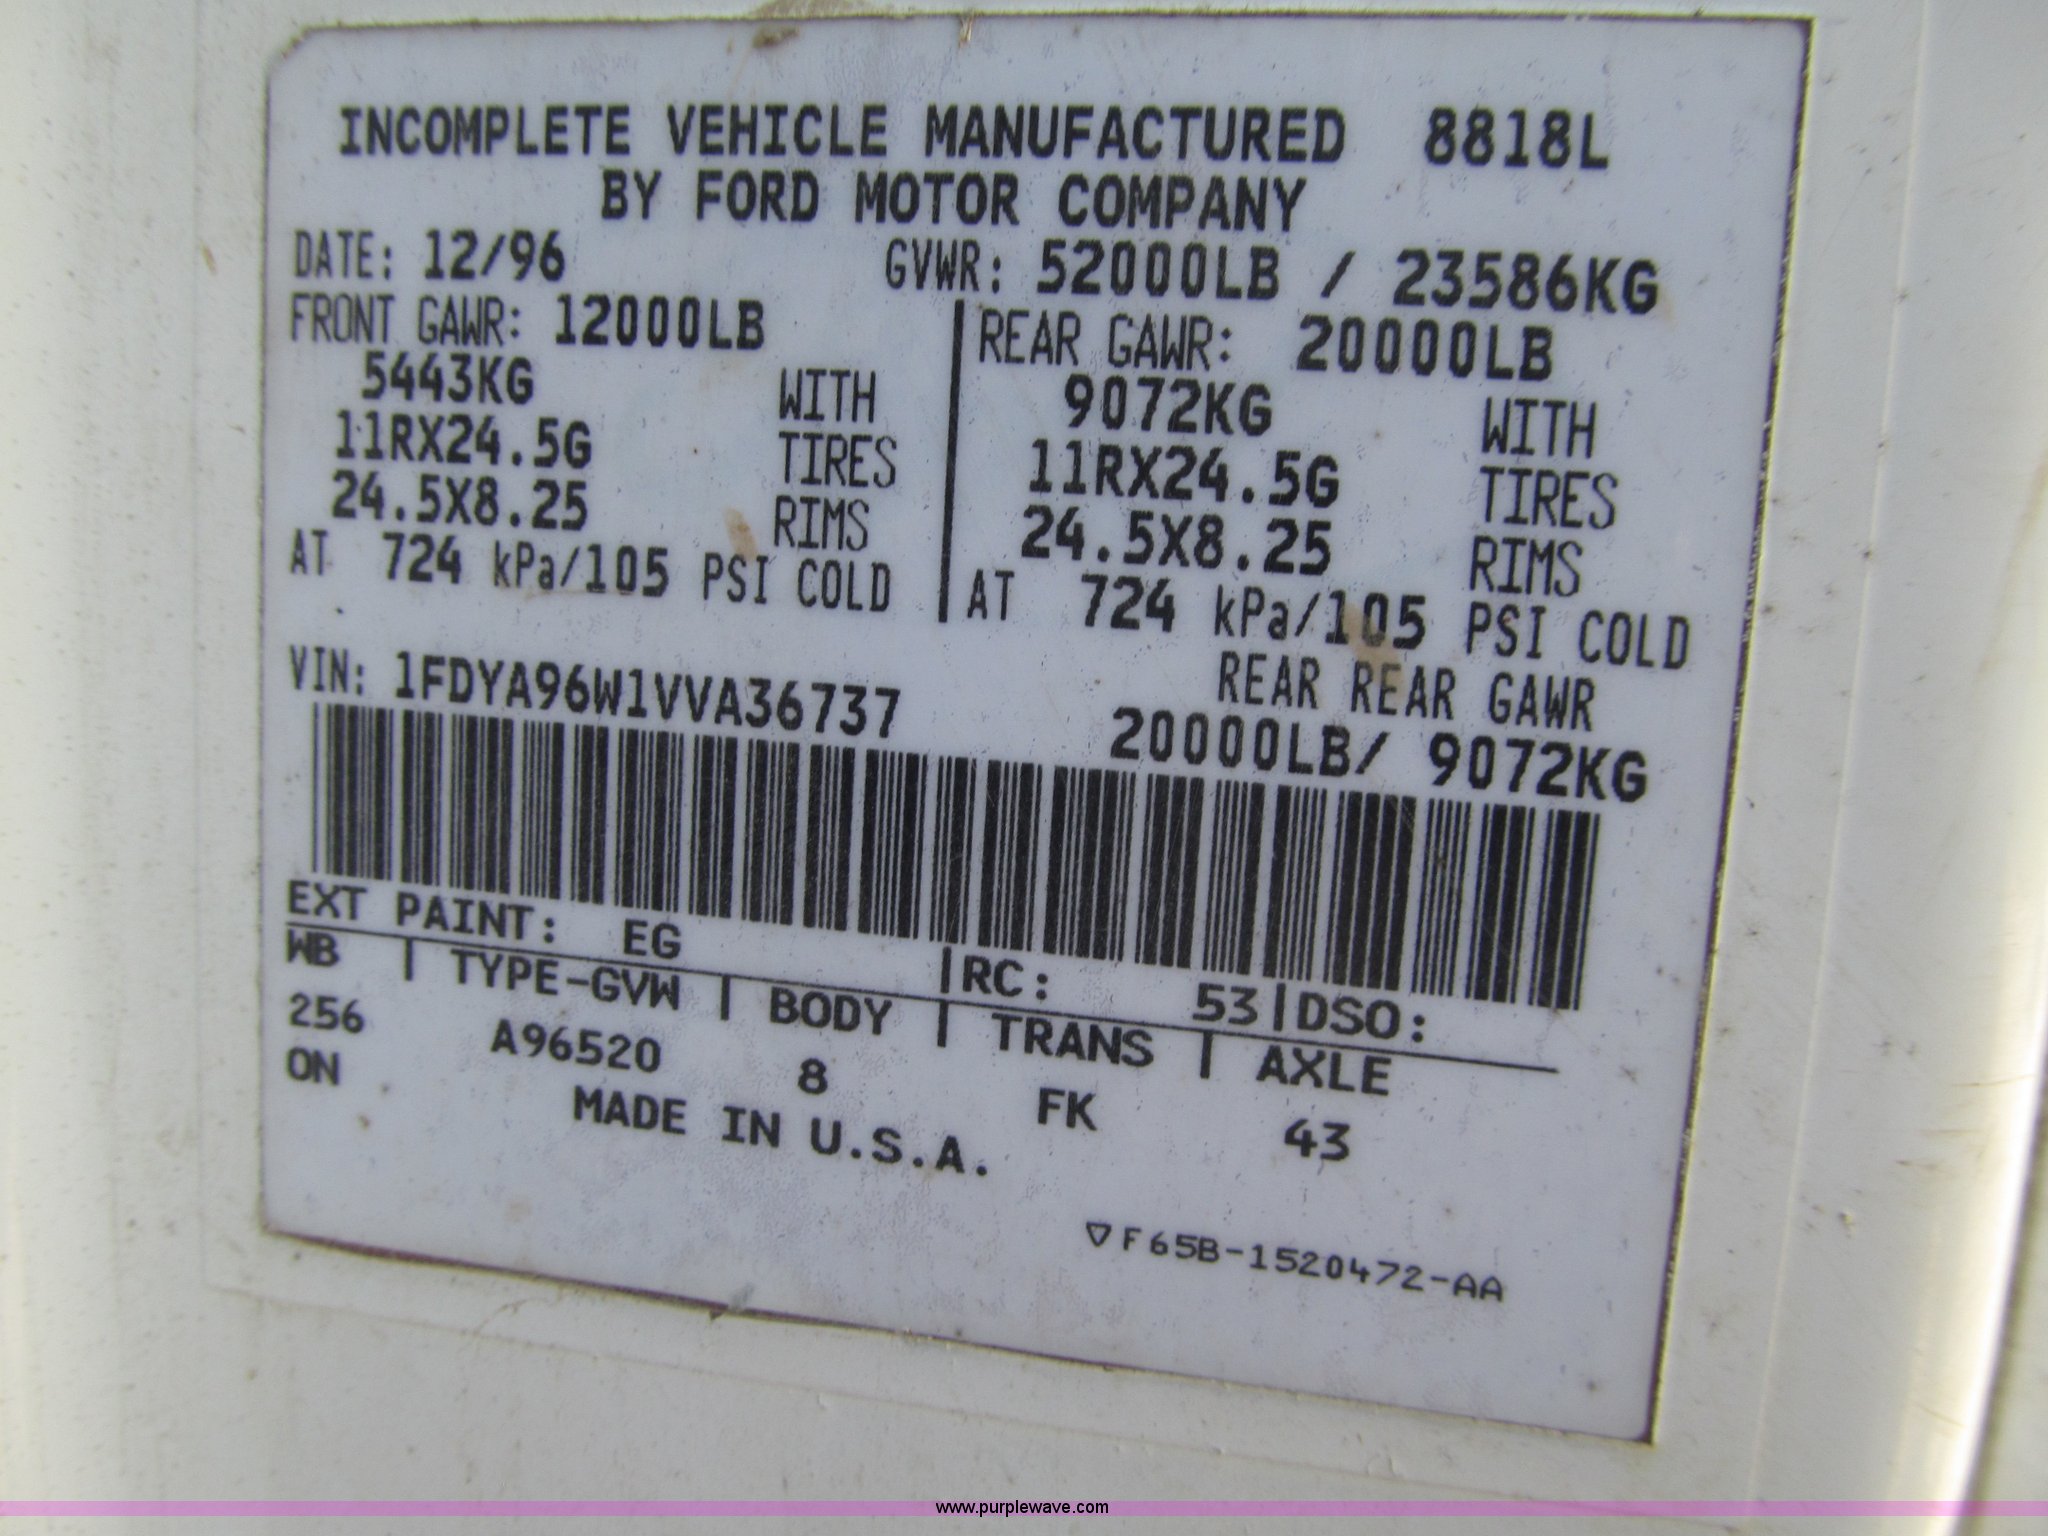 INCOMPLETE VEHICLE MANUFACTURED 8818L
BY FORD MOTOR COMPANY
DATE: 12/96 GVWR: 52000LB / 23586KG
FRONT GAWR: 12000LB
5443KG WITH
11RX24.5G TIRES
24.5X8.25 RIMS
AT 724 kPa/105 PSI COLD
REAR GAWR: 20000LB
9072KG WITH
11RX24.5G TIRES
24.5X8.25 RIMS
AT 724 kPa/105 PSI COLD
REAR REAR GAWR
20000LB/ 9072KG
VIN: 1FDYA96W1VVA36737
EXT PAINT: EG RC: 53 DSO:
WB TYPE-GVW BODY TRANS AXLE
256 A96520 8 FK 43
ON
MADE IN U.S.A.
▽F65B-1520472-AA
www.purplewave.com